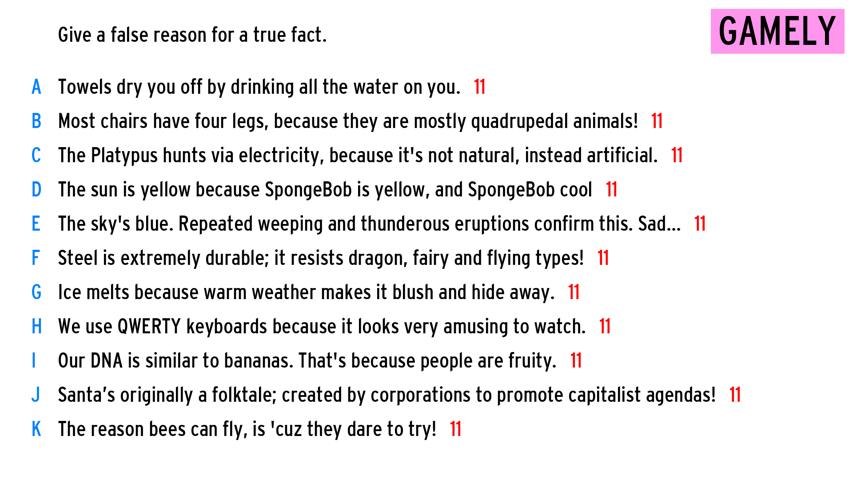 Give a false reason for a true fact.
GAMELY
A Towels dry you off by drinking all the water on you. 11
B Most chairs have four legs, because they are mostly quadrupedal animals! 11
C The Platypus hunts via electricity, because it's not natural, instead artificial. 11
D The sun is yellow because SpongeBob is yellow, and SpongeBob cool 11
E The sky's blue. Repeated weeping and thunderous eruptions confirm this. Sad... 11
F Steel is extremely durable; it resists dragon, fairy and flying types! 11
G Ice melts because warm weather makes it blush and hide away. 11
H We use QWERTY keyboards because it looks very amusing to watch. 11
I Our DNA is similar to bananas. That's because people are fruity. 11
J Santa’s originally a folktale; created by corporations to promote capitalist agendas! 11
K The reason bees can fly, is 'cuz they dare to try! 11